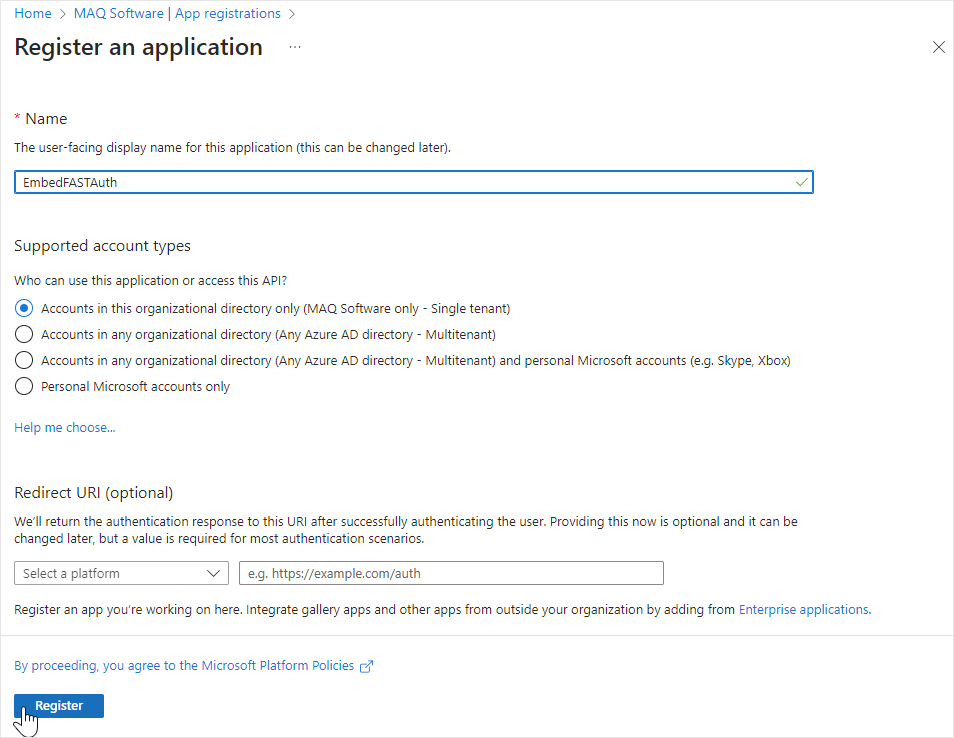 Home > MAQ Software | App registrations >
Register an application ...
* Name
The user-facing display name for this application (this can be changed later).
EmbedFASTAuth
Supported account types
Who can use this application or access this API?
Accounts in this organizational directory only (MAQ Software only - Single tenant)
Accounts in any organizational directory (Any Azure AD directory - Multitenant)
Accounts in any organizational directory (Any Azure AD directory - Multitenant) and personal Microsoft accounts (e.g. Skype, Xbox)
Personal Microsoft accounts only
Help me choose...
Redirect URI (optional)
We'll return the authentication response to this URI after successfully authenticating the user. Providing this now is optional and it can be
changed later, but a value is required for most authentication scenarios.
Select a platform
e.g. https://example.com/auth
Register an app you're working on here. Integrate gallery apps and other apps from outside your organization by adding from Enterprise applications.
By proceeding, you agree to the Microsoft Platform Policies
Register